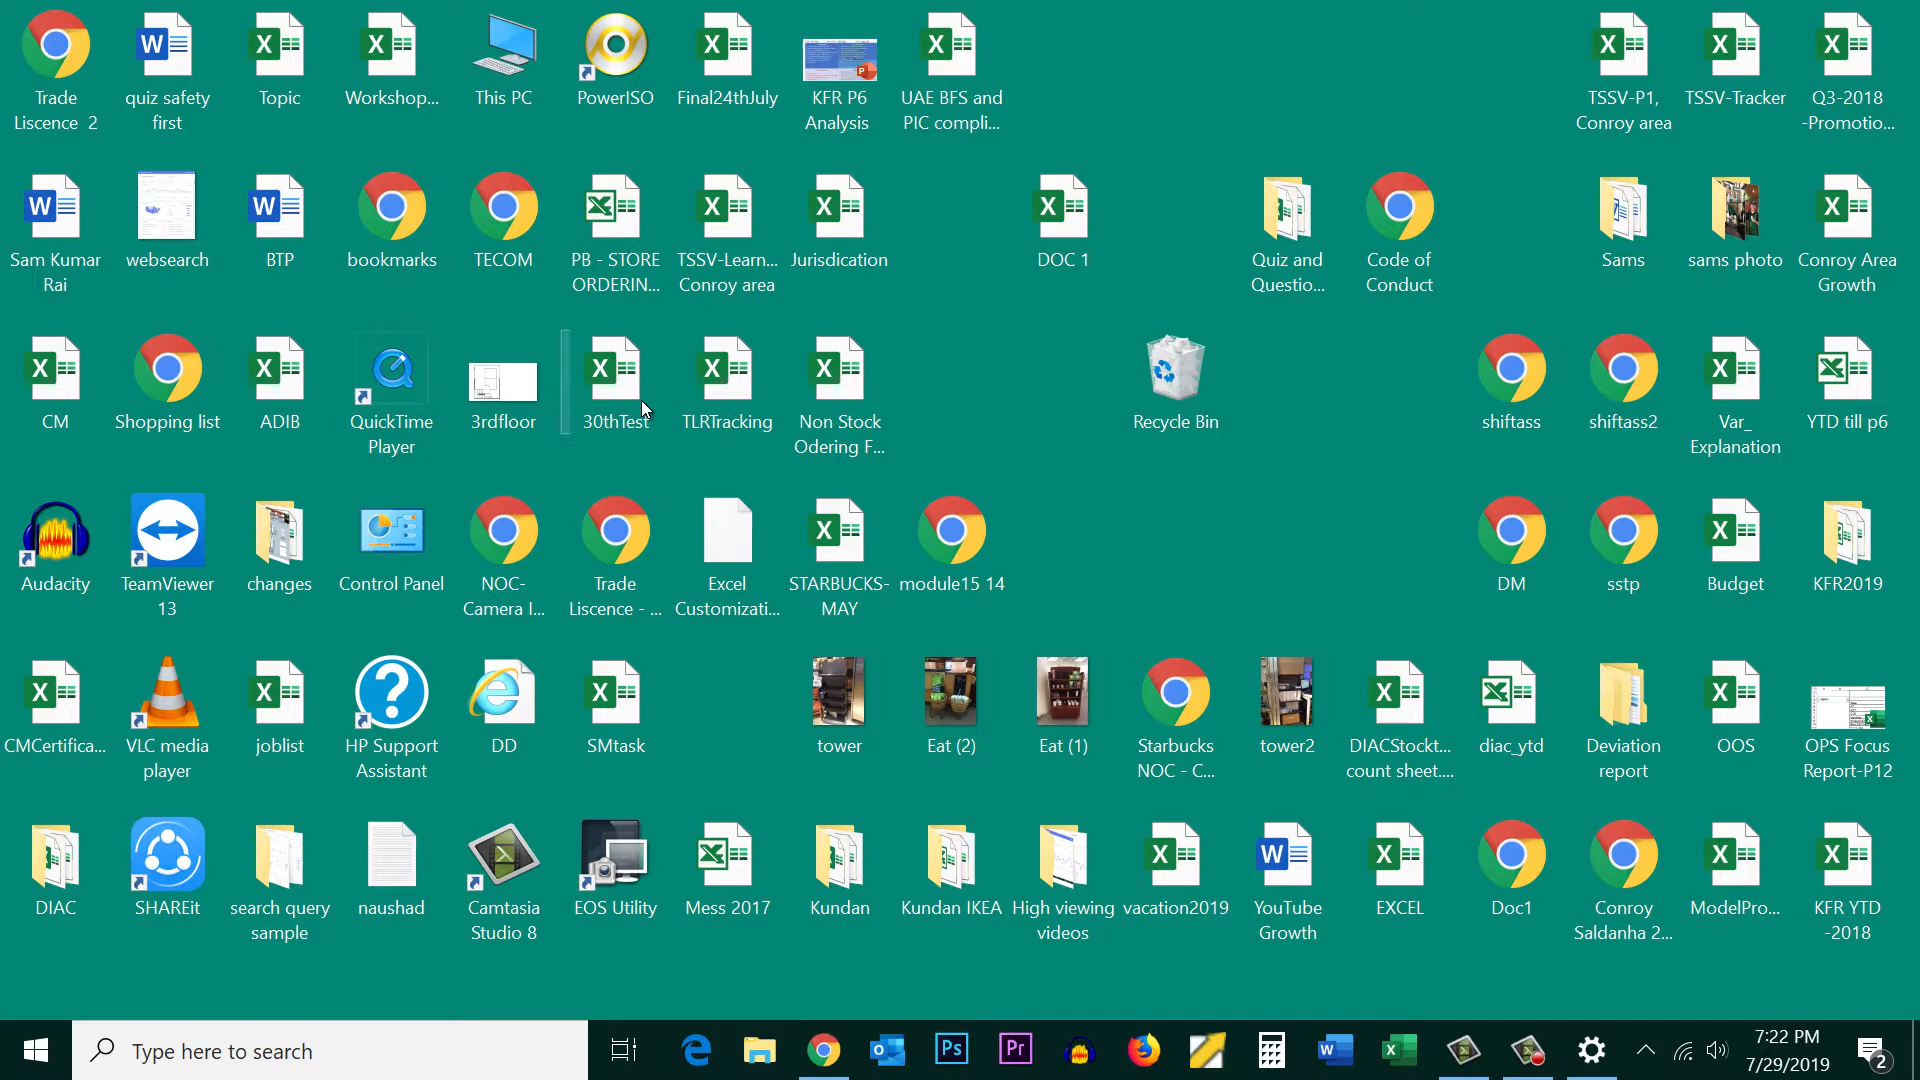 Trade
Liscence 2
quiz safety
first
Topic
Workshop...
This PC
PowerISO
Final24thJuly
KFR P6
Analysis
UAE BFS and
PIC compli...
TSSV-P1,
Conroy area
TSSV-Tracker
Q3-2018
-Promotio...
Sam Kumar
Rai
websearch
BTP
bookmarks
TECOM
PB - STORE
ORDERIN...
TSSV-Learn...
Conroy area
Jurisdication
DOC 1
Quiz and
Questio...
Code of
Conduct
Sams
sams photo
Conroy Area
Growth
CM
Shopping list
ADIB
QuickTime
Player
3rdfloor
30thTest
TLRTracking
Non Stock
Odering F...
Recycle Bin
shiftass
shiftass2
Var_
Explanation
YTD till p6
Audacity
TeamViewer
13
changes
Control Panel
NOC-
Camera I...
Trade
Liscence - ...
Excel
Customizati...
STARBUCKS-
MAY
module15 14
DM
sstp
Budget
KFR2019
CMCertifica...
VLC media
player
joblist
HP Support
Assistant
DD
SMtask
tower
Eat (2)
Eat (1)
Starbucks
NOC - C...
tower2
DIACStockt...
count sheet....
diac_ytd
Deviation
report
OOS
OPS Focus
Report-P12
DIAC
SHAREit
search query
sample
naushad
Camtasia
Studio 8
EOS Utility
Mess 2017
Kundan
Kundan IKEA
High viewing
videos
vacation2019
YouTube
Growth
EXCEL
Doc1
Conroy
Saldanha 2...
ModelPro...
KFR YTD
-2018
Type here to search
Ps
Pr
7:22 PM
7/29/2019
2